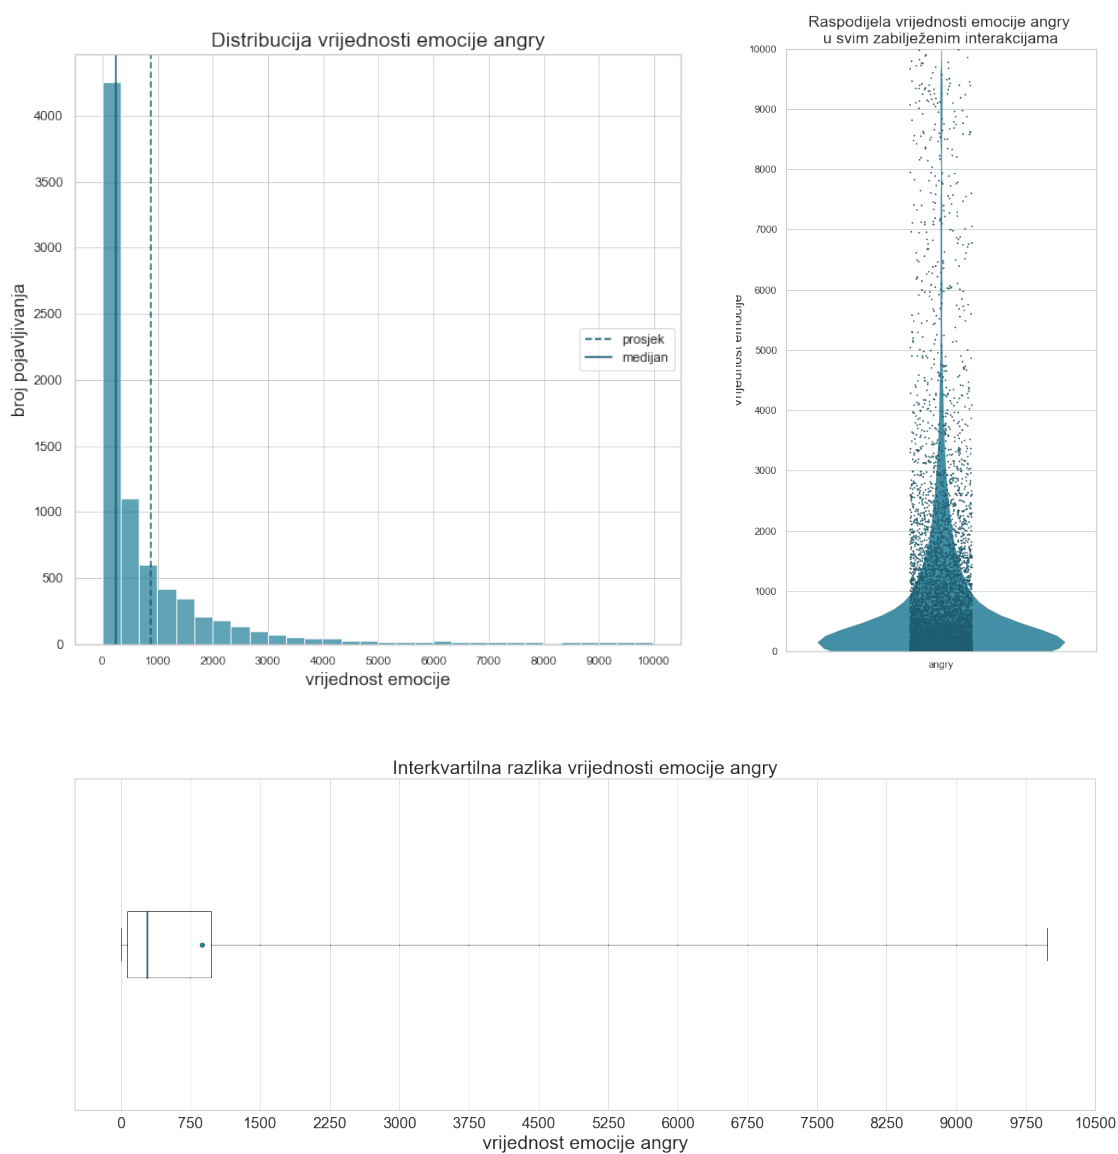 Distribucija vrijednosti emocije angry
broj pojavljivanja
4000
3500
3000
2500
2000
1500
1000
500
0
prosjek
medijan
0 1000 2000 3000 4000 5000 6000 7000 8000 9000 10000
vrijednost emocije
Raspodijela vrijednosti emocije angry
u svim zabilježenim interakcijama
vrijednost emocije
10000
9000
8000
7000
6000
5000
4000
3000
2000
1000
0
angry
Interkvartilna razlika vrijednosti emocije angry
0 750 1500 2250 3000 3750 4500 5250 6000 6750 7500 8250 9000 9750 10500
vrijednost emocije angry